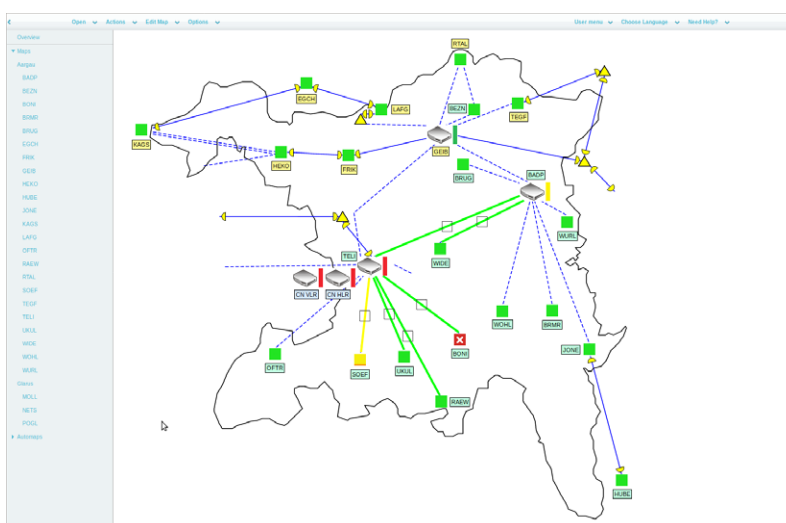 Open Actions Edit Map Options User menu Choose Language Need Help?
Overview
Maps
Aargau
BADP
BEZN
BONI
BRMR
BRUG
EGCH
FRIK
GEIB
HEKO
HUBE
JONE
KAGS
LAFG
OFTR
RAEW
RTAL
SOEF
TEGF
TELI
UKUL
WIDE
WOHL
WURL
Glarus
MOLL
NETS
POGL
Automaps
RTAL
EGCH
LAFG
BEZN
TEGF
KAGS
GEIB
HEKO
FRIK
BRUG
BADP
WURL
TELI
WIDE
CN VLR
CN HLR
WOHL
BRMR
JONE
BONI
OFTR
SOEF
UKUL
RAEW
HUBE